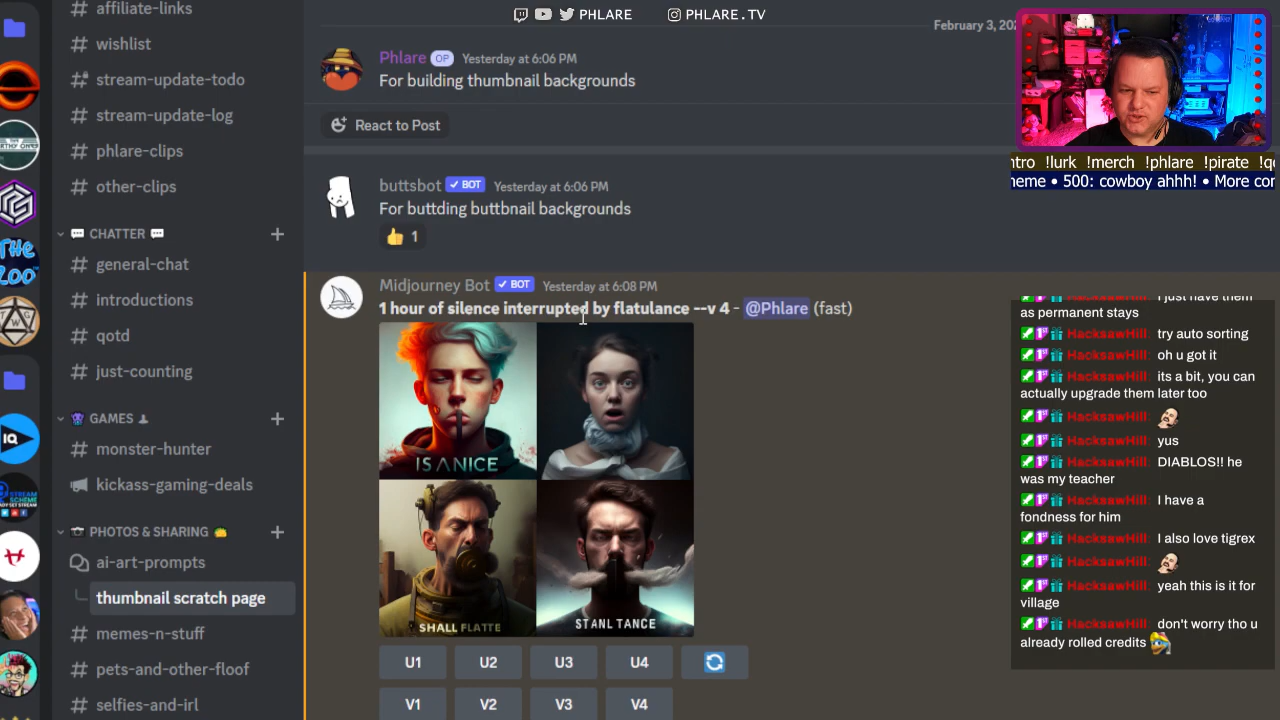 PHLARE PHLARE.TV
affiliate-links
wishlist
stream-update-todo
stream-update-log
phlare-clips
other-clips
CHATTER
general-chat
introductions
qotd
just-counting
GAMES
monster-hunter
kickass-gaming-deals
PHOTOS & SHARING
ai-art-prompts
thumbnail scratch page
memes-n-stuff
pets-and-other-floof
selfies-and-irl
February 3, 202
Phlare OP Yesterday at 6:06 PM
For building thumbnail backgrounds
React to Post
buttsbot BOT Yesterday at 6:06 PM
For buttding buttbnail backgrounds
1
Midjourney Bot BOT Yesterday at 6:08 PM
1 hour of silence interrupted by flatulance --v 4 - @Phlare (fast)
IS A NICE
SHALL FLATTE
STANL TANCE
U1 U2 U3 U4
V1 V2 V3 V4
ntro !lurk !merch !phlare !pirate !q
heme • 500: cowboy ahhh! • More cor
HacksawHill: I just have them
as permanent stays
HacksawHill: try auto sorting
HacksawHill: oh u got it
HacksawHill: its a bit, you can
actually upgrade them later too
HacksawHill:
HacksawHill: yus
HacksawHill: DIABLOS!! he
was my teacher
HacksawHill: I have a
fondness for him
HacksawHill: I also love tigrex
HacksawHill:
HacksawHill: yeah this is it for
village
HacksawHill: don't worry tho u
already rolled credits